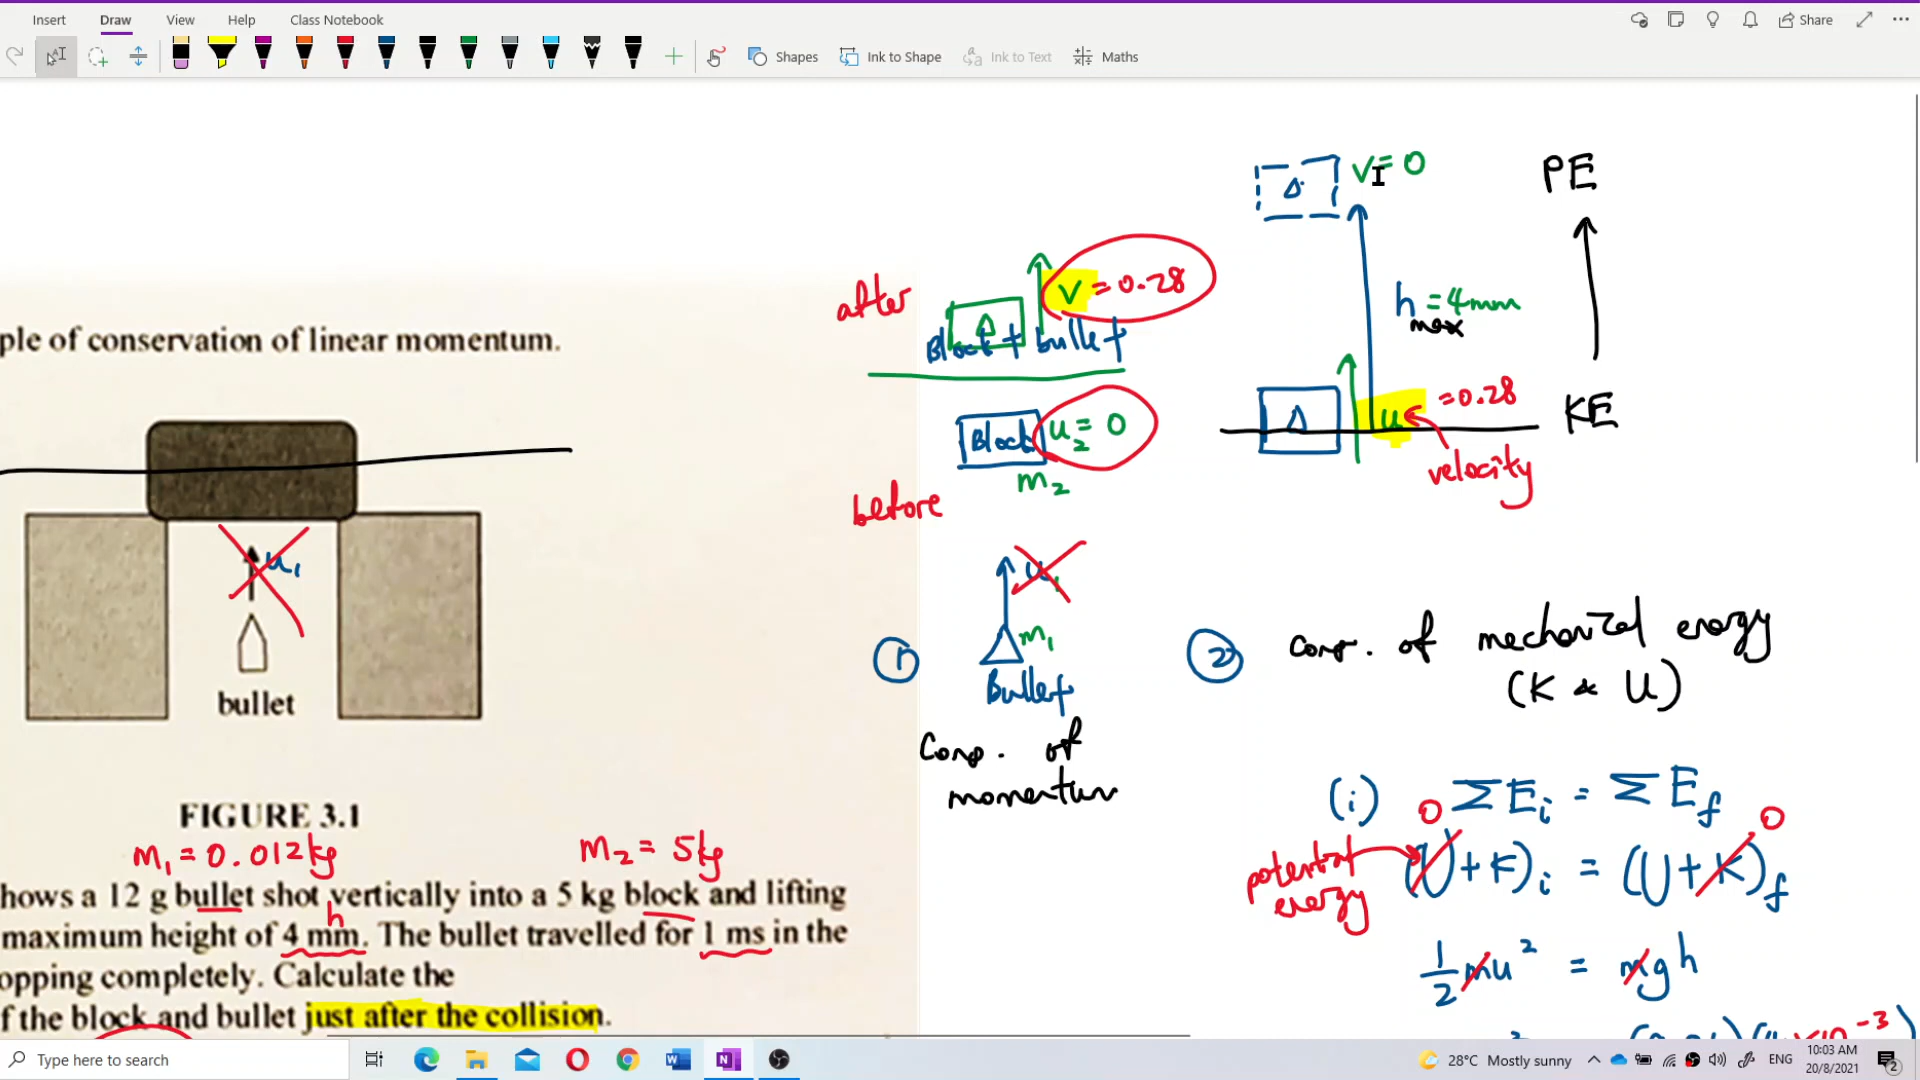 Insert Draw View Help Class Notebook Share
Shapes Ink to Shape Ink to Text Maths
ple of conservation of linear momentum.
u₁
bullet
FIGURE 3.1
m₁ = 0.012kg
m₂ = 5kg
hows a 12 g bullet shot vertically into a 5 kg block and lifting
h
maximum height of 4 mm. The bullet travelled for 1 ms in the
opping completely. Calculate the
f the block and bullet just after the collision.
after
V = 0.28
Block + bullet
Block u₂ = 0
m₂
before
u₁
① m₁
Bullet
Conp. of
momentum
V = 0
PE
h = 4mm
max
u = 0.28
KE
velocity
② Conp. of mechanical energy
(K & U)
(i) ΣEᵢ = ΣE_f
0 0
potential
energy
(U+K)ᵢ = (U+K)_f
½mu² = mgh
Type here to search
28°C Mostly sunny
ENG
10:03 AM
20/8/2021
2